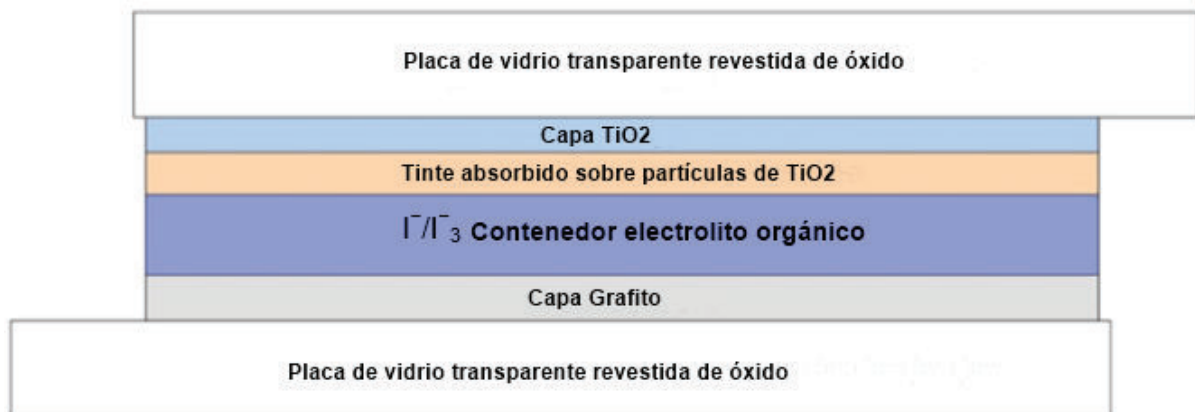 Placa de vidrio transparente revestida de óxido
Capa TiO2
Tinte absorbido sobre partículas de TiO2
I⁻/I⁻₃ Contenedor electrolito orgánico
Capa Grafito
Placa de vidrio transparente revestida de óxido